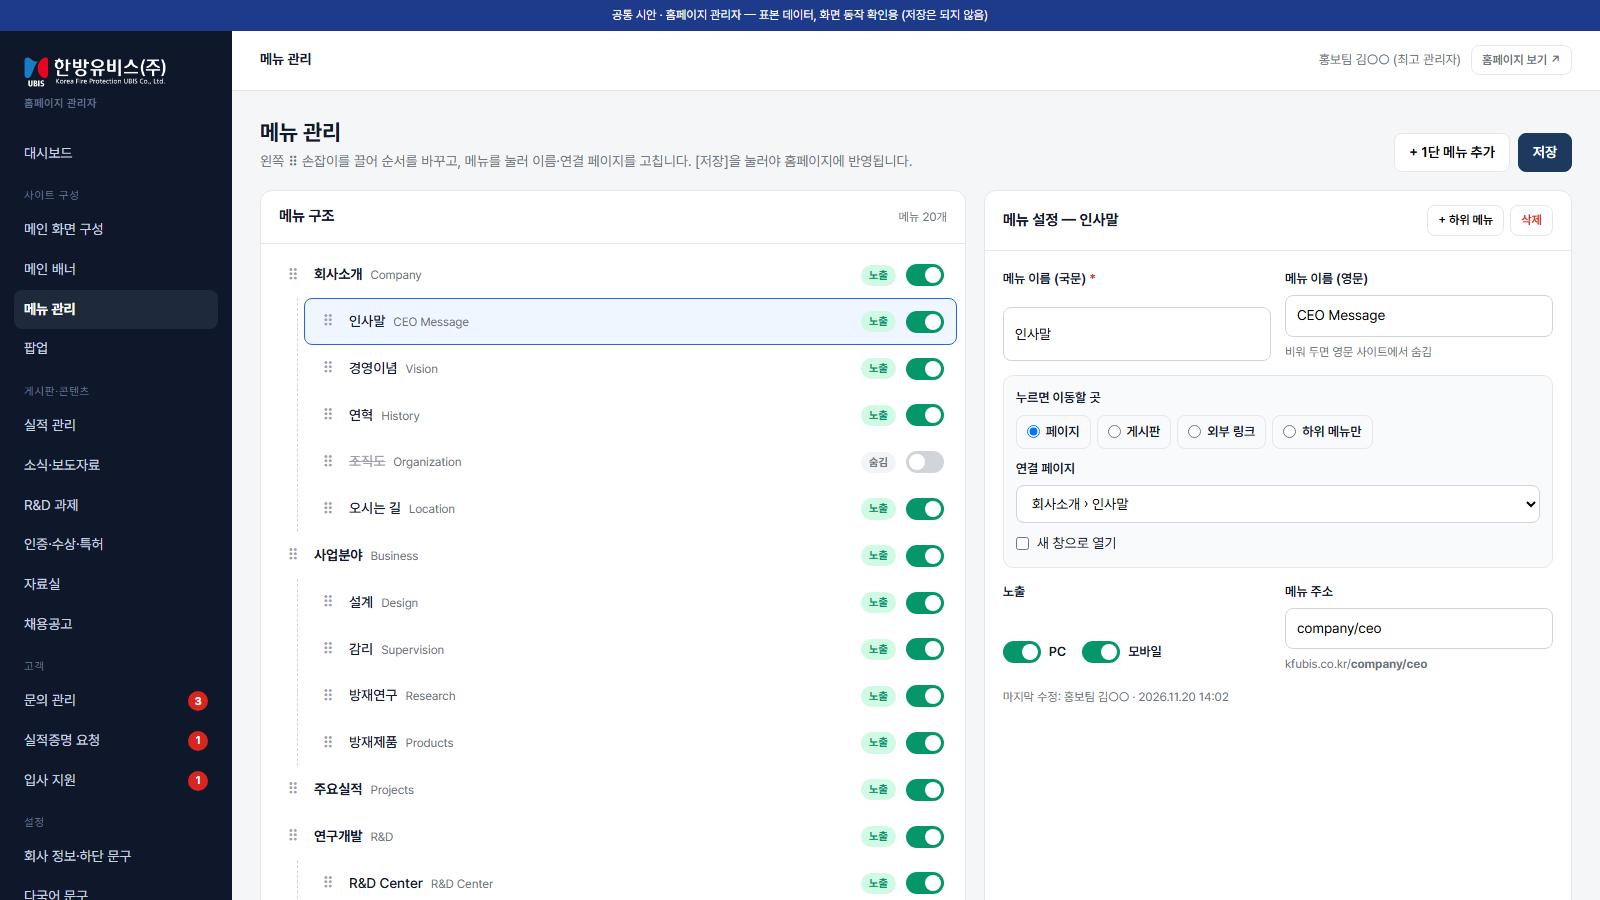 공통 시안 · 홈페이지 관리자 — 표본 데이터, 화면 동작 확인용 (저장은 되지 않음)
한방유비스(주)
Korea Fire Protection UBIS Co., Ltd.
UBIS
홈페이지 관리자
대시보드
사이트 구성
메인 화면 구성
메인 배너
메뉴 관리
팝업
게시판·콘텐츠
실적 관리
소식·보도자료
R&D 과제
인증·수상·특허
자료실
채용공고
고객
문의 관리 3
실적증명 요청 1
입사 지원 1
설정
회사 정보·하단 문구
다국어 문구
메뉴 관리
홍보팀 김○○ (최고 관리자)
홈페이지 보기 ↗
메뉴 관리
왼쪽 ⠿ 손잡이를 끌어 순서를 바꾸고, 메뉴를 눌러 이름·연결 페이지를 고칩니다. [저장]을 눌러야 홈페이지에 반영됩니다.
+ 1단 메뉴 추가
저장
메뉴 구조
메뉴 20개
회사소개 Company 노출
인사말 CEO Message 노출
경영이념 Vision 노출
연혁 History 노출
조직도 Organization 숨김
오시는 길 Location 노출
사업분야 Business 노출
설계 Design 노출
감리 Supervision 노출
방재연구 Research 노출
방재제품 Products 노출
주요실적 Projects 노출
연구개발 R&D 노출
R&D Center R&D Center 노출
메뉴 설정 — 인사말
+ 하위 메뉴
삭제
메뉴 이름 (국문) *
인사말
메뉴 이름 (영문)
CEO Message
비워 두면 영문 사이트에서 숨김
누르면 이동할 곳
페이지
게시판
외부 링크
하위 메뉴만
연결 페이지
회사소개 › 인사말
새 창으로 열기
노출
PC
모바일
메뉴 주소
company/ceo
kfubis.co.kr/company/ceo
마지막 수정: 홍보팀 김○○ · 2026.11.20 14:02